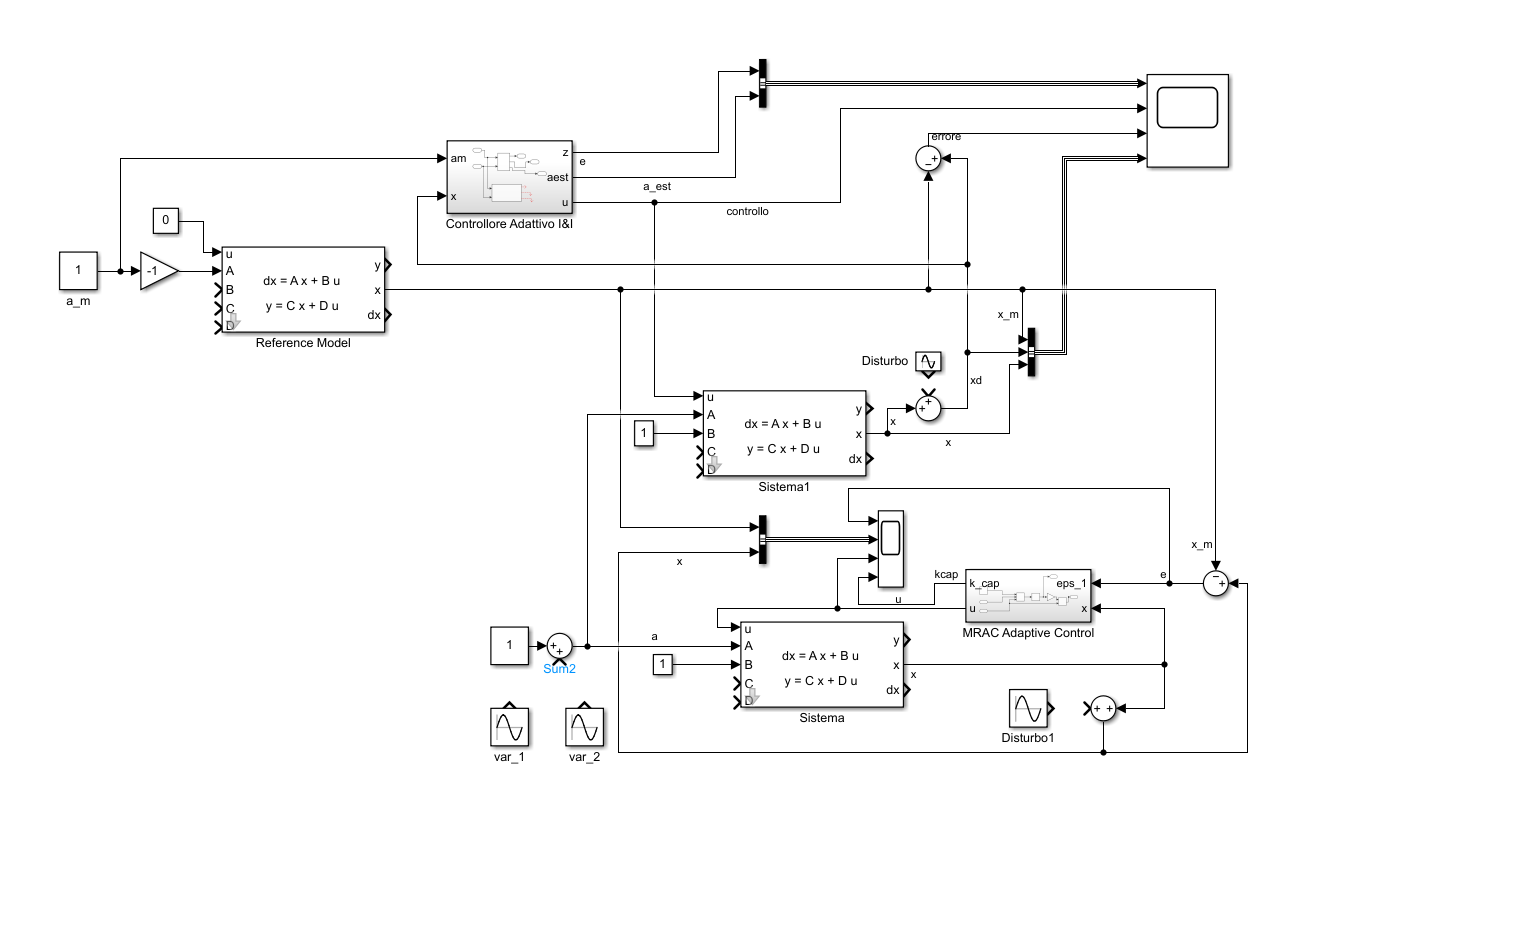 errore
z
e
am
aest
a_est
x
u
controllo
Controllore Adattivo I&I
0
u
1
-1
A
dx = A x + B u
y
B
x
C
y = C x + D u
D
dx
a_m
Reference Model
x_m
Disturbo
xd
u
A
dx = A x + B u
y
x
1
B
x
x
C
y = C x + D u
D
dx
Sistema1
x
x_m
kcap
k_cap
eps_1
e
u
u
x
MRAC Adaptive Control
1
a
u
A
dx = A x + B u
y
Sum2
1
B
x
x
C
y = C x + D u
D
dx
Sistema
var_1
var_2
Disturbo1